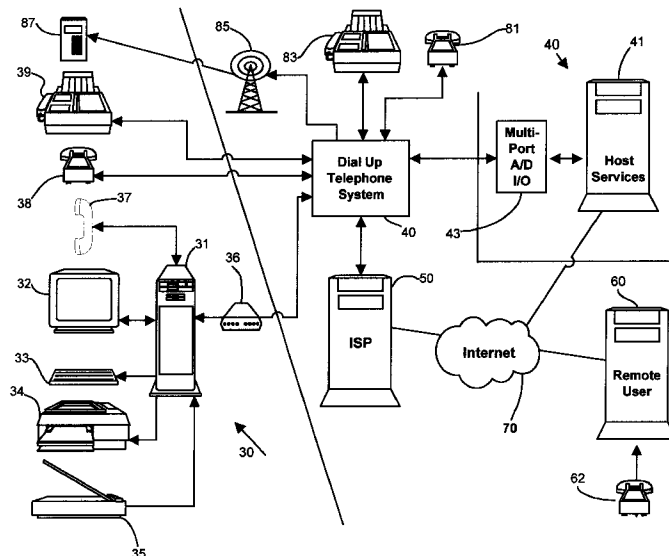 87
85
83
81
40
41
39
Multi-
Port
A/D
I/O
Host
Services
Dial Up
Telephone
System
38
37
43
40
31
36
32
50
60
ISP
Internet
Remote
User
33
34
70
30
62
35